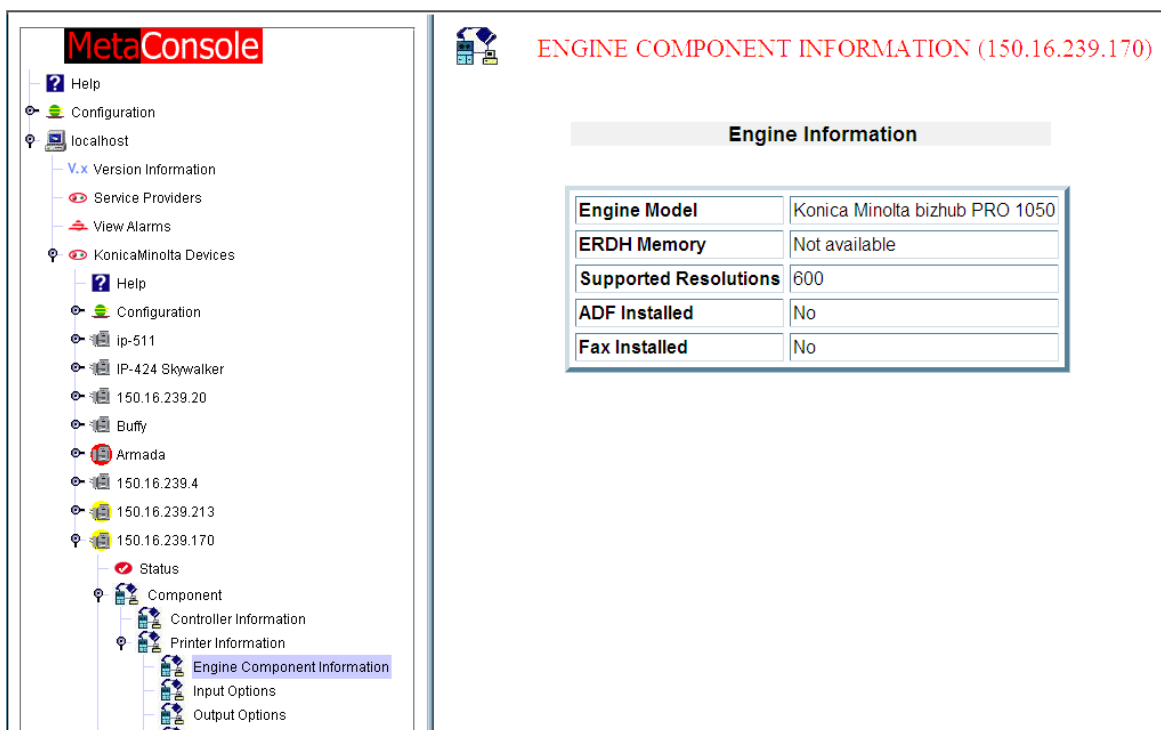 MetaConsole
Help
Configuration
localhost
V.x Version Information
Service Providers
View Alarms
KonicaMinolta Devices
Help
Configuration
ip-511
IP-424 Skywalker
150.16.239.20
Buffy
Armada
150.16.239.4
150.16.239.213
150.16.239.170
Status
Component
Controller Information
Printer Information
Engine Component Information
Input Options
Output Options
ENGINE COMPONENT INFORMATION (150.16.239.170)
Engine Information
Engine Model Konica Minolta bizhub PRO 1050
ERDH Memory Not available
Supported Resolutions 600
ADF Installed No
Fax Installed No